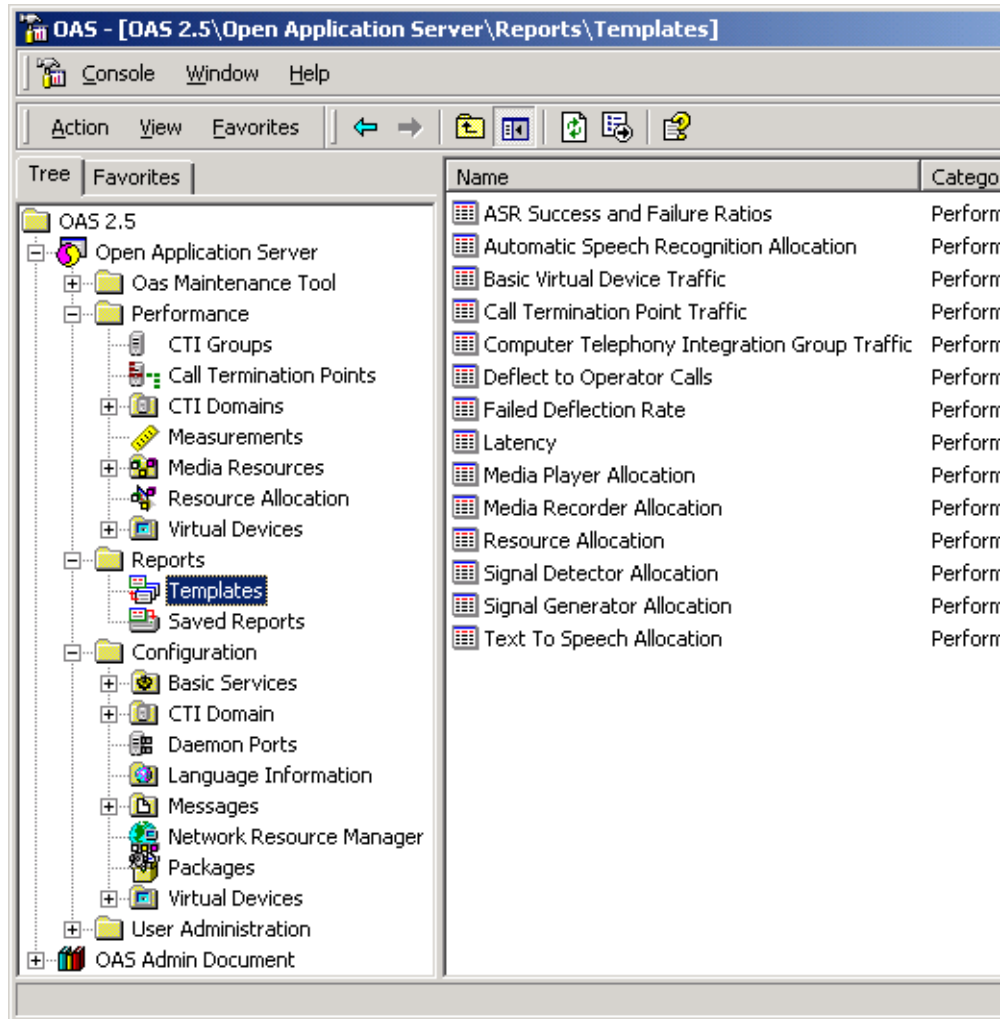 OAS - [OAS 2.5\Open Application Server\Reports\Templates]
Console Window Help
Action View Favorites
Tree Favorites
OAS 2.5
Open Application Server
Oas Maintenance Tool
Performance
CTI Groups
Call Termination Points
CTI Domains
Measurements
Media Resources
Resource Allocation
Virtual Devices
Reports
Templates
Saved Reports
Configuration
Basic Services
CTI Domain
Daemon Ports
Language Information
Messages
Network Resource Manager
Packages
Virtual Devices
User Administration
OAS Admin Document
Name Catego
ASR Success and Failure Ratios Perform
Automatic Speech Recognition Allocation Perform
Basic Virtual Device Traffic Perform
Call Termination Point Traffic Perform
Computer Telephony Integration Group Traffic Perform
Deflect to Operator Calls Perform
Failed Deflection Rate Perform
Latency Perform
Media Player Allocation Perform
Media Recorder Allocation Perform
Resource Allocation Perform
Signal Detector Allocation Perform
Signal Generator Allocation Perform
Text To Speech Allocation Perform